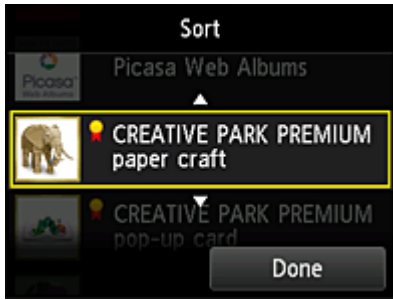 Sort
Picasa
Web Albums
Picasa Web Albums
CREATIVE PARK PREMIUM
paper craft
CREATIVE PARK PREMIUM
pop-up card
Done